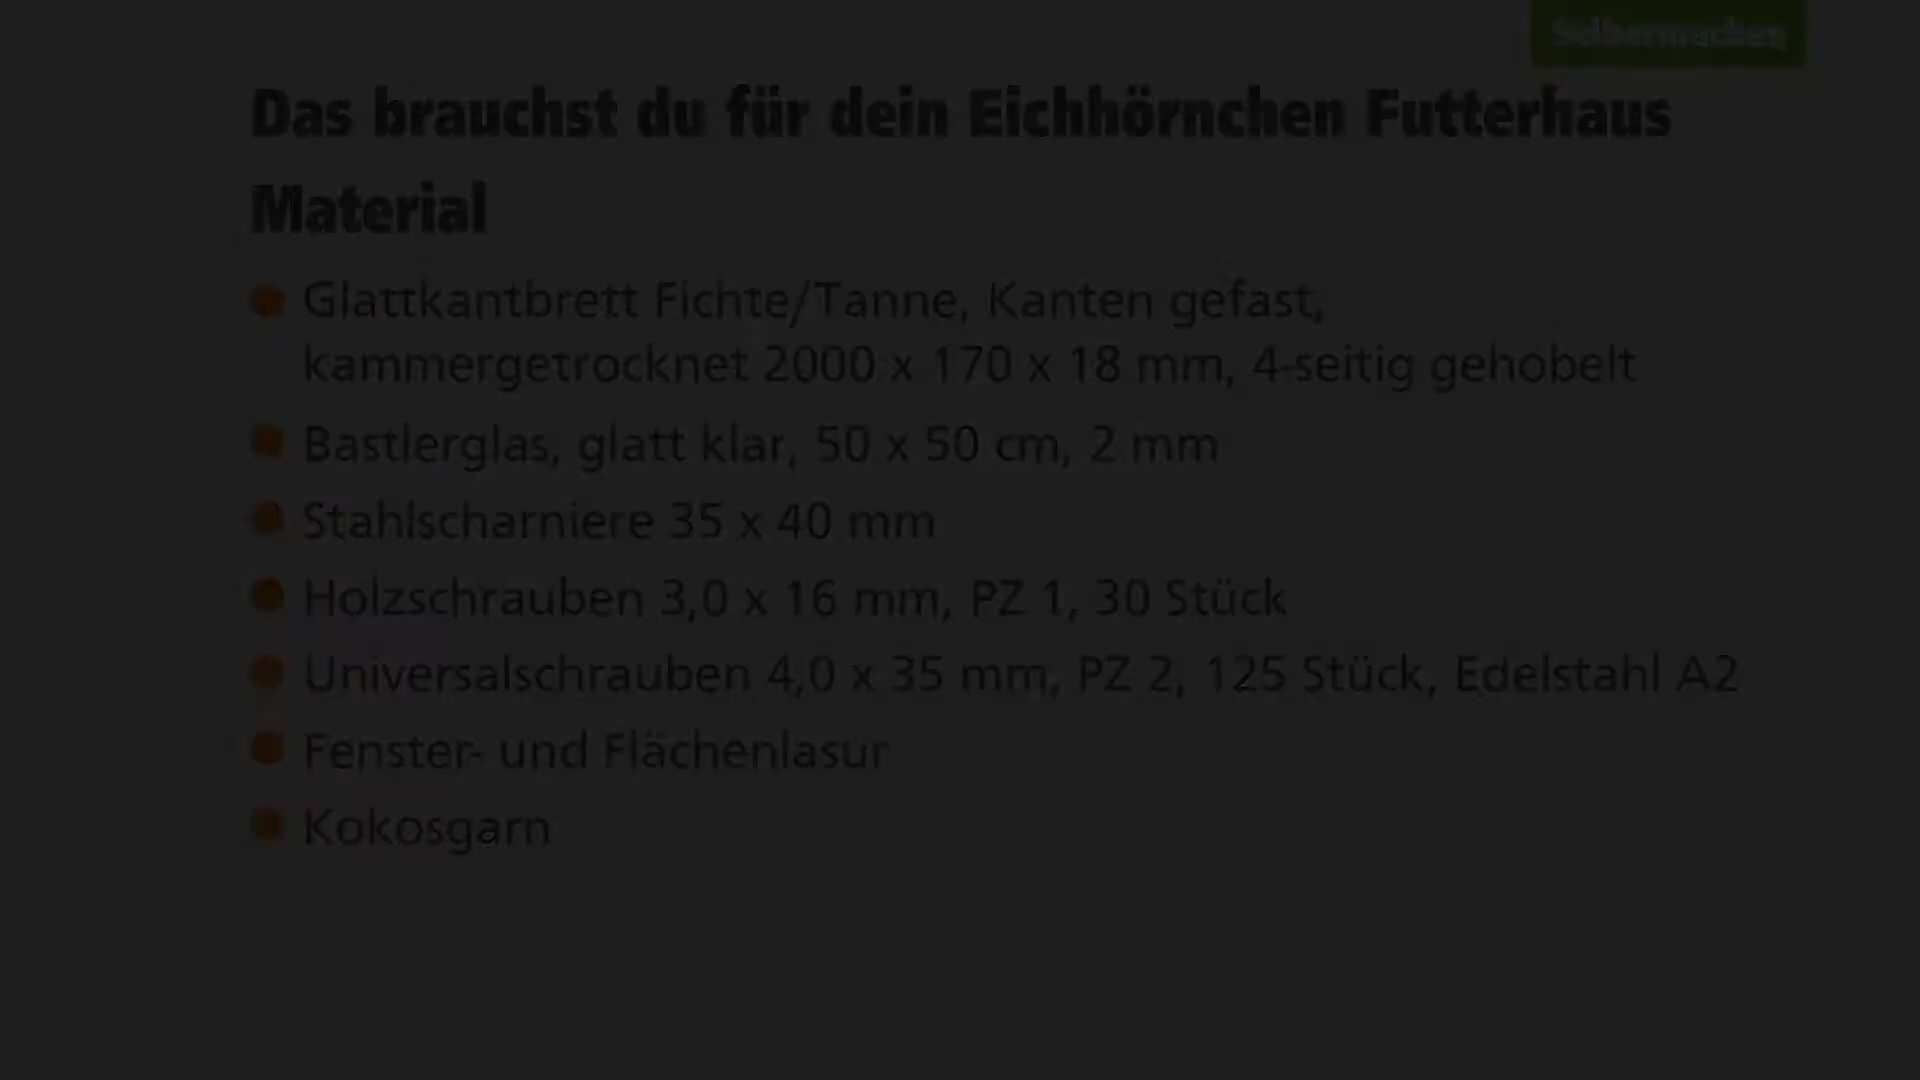 Selbermachen
Das brauchst du für dein Eichhörnchen Futterhaus
Material
Glattkantbrett Fichte/Tanne, Kanten gefast,
kammergetrocknet 2000 x 170 x 18 mm, 4-seitig gehobelt
Bastlerglas, glatt klar, 50 x 50 cm, 2 mm
Stahlscharniere 35 x 40 mm
Holzschrauben 3,0 x 16 mm, PZ 1, 30 Stück
Universalschrauben 4,0 x 35 mm, PZ 2, 125 Stück, Edelstahl A2
Fenster- und Flächenlasur
Kokosgarn